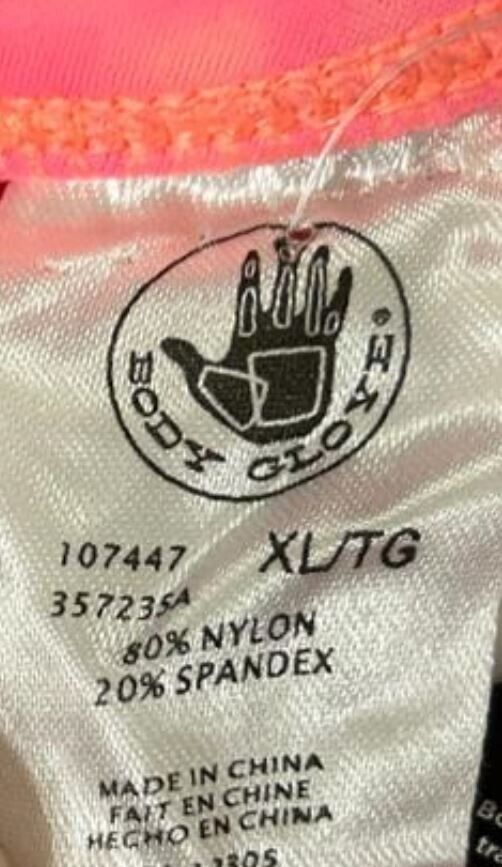 BODY GLOVE®
107447 XL/TG
357235A
80% NYLON
20% SPANDEX
MADE IN CHINA
FAIT EN CHINE
HECHO EN CHINA